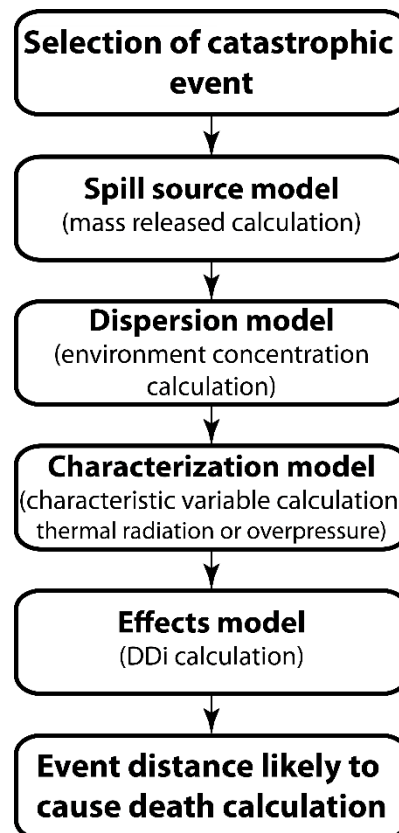 Selection of catastrophic
event
Spill source model
(mass released calculation)
Dispersion model
(environment concentration
calculation)
Characterization model
(characteristic variable calculation
thermal radiation or overpressure)
Effects model
(DDi calculation)
Event distance likely to
cause death calculation